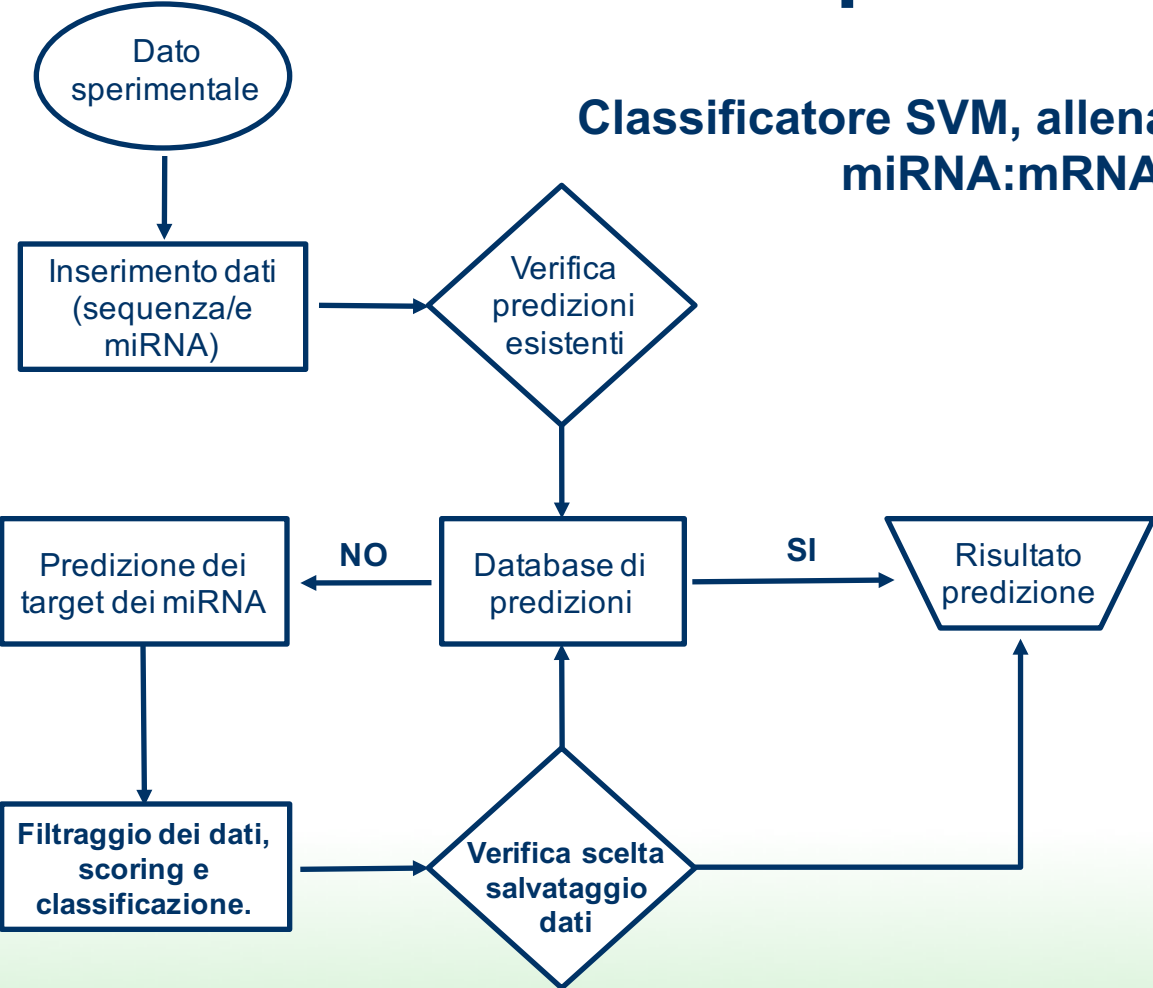 Dato
sperimentale
Classificatore SVM, allena
miRNA:mRNA
Inserimento dati
(sequenza/e
miRNA)
Verifica
predizioni
esistenti
Predizione dei
target dei miRNA
NO
Database di
predizioni
SI
Risultato
predizione
Filtraggio dei dati,
scoring e
classificazione.
Verifica scelta
salvataggio
dati